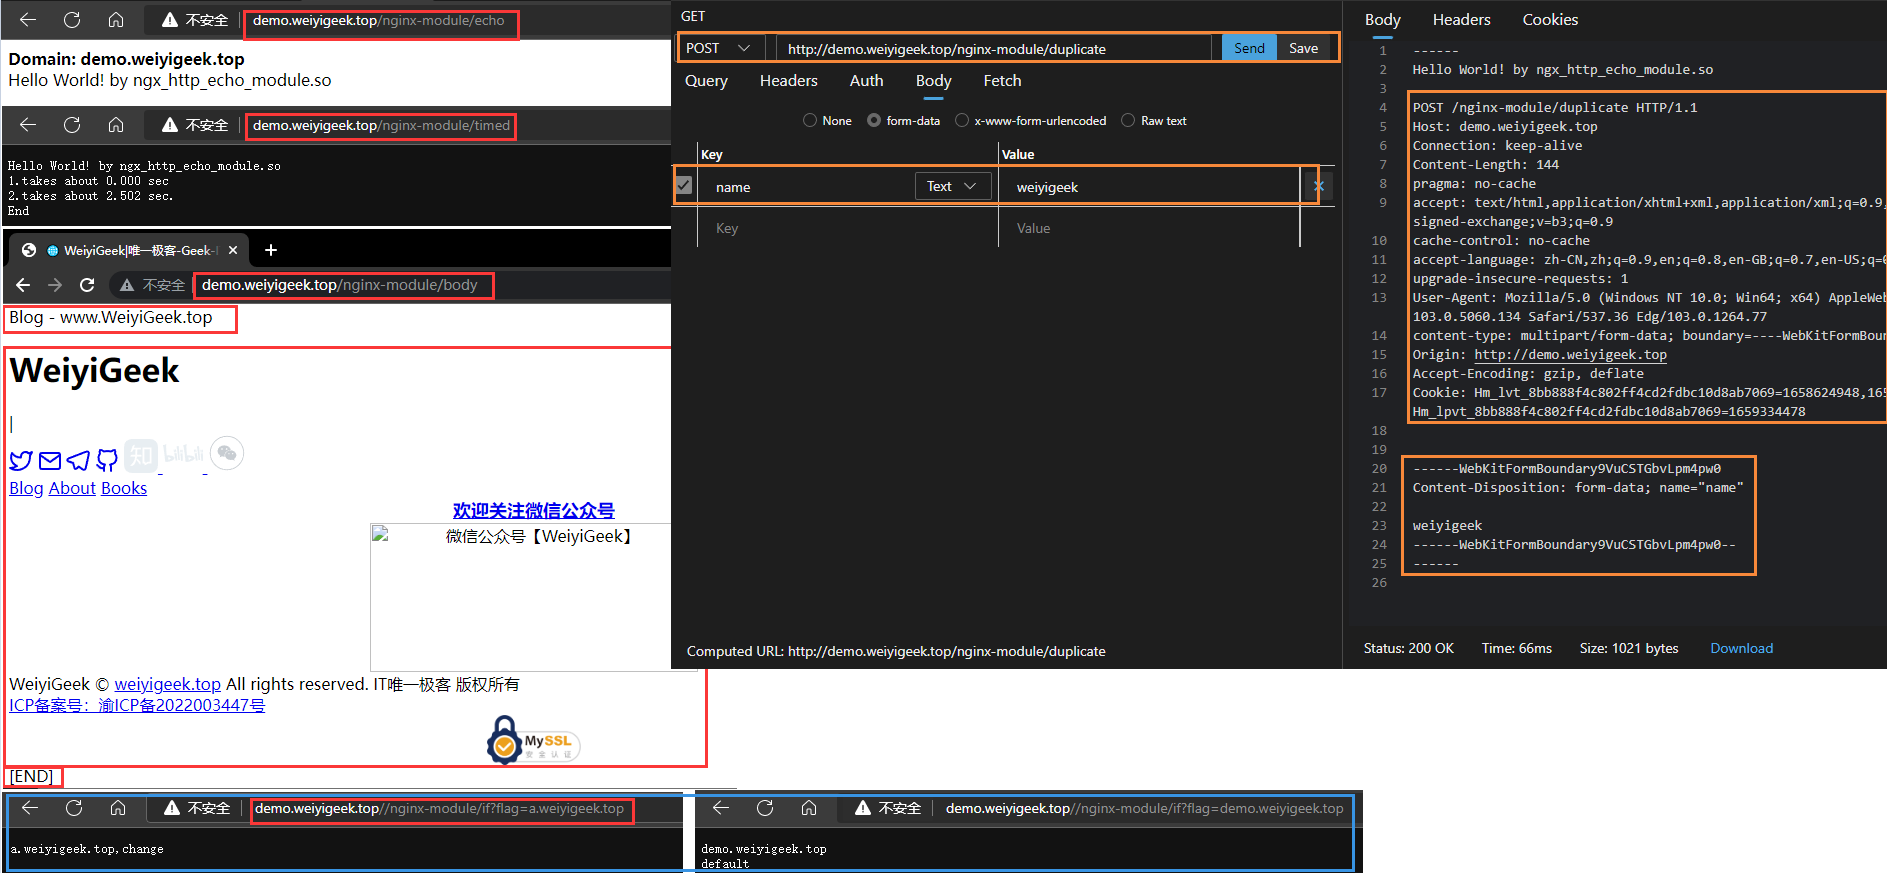 不安全 demo.weiyigeek.top/nginx-module/echo
Domain: demo.weiyigeek.top
Hello World! by ngx_http_echo_module.so
不安全 demo.weiyigeek.top/nginx-module/timed
Hello World! by ngx_http_echo_module.so
1.takes about 0.000 sec
2.takes about 2.502 sec.
End
WeiyiGeek|唯一极客-Geek-
不安全 demo.weiyigeek.top/nginx-module/body
Blog - www.WeiyiGeek.top
WeiyiGeek
|
知 bilibili
Blog About Books
欢迎关注微信公众号
微信公众号【WeiyiGeek】
WeiyiGeek © weiyigeek.top All rights reserved. IT唯一极客 版权所有
ICP备案号：渝ICP备2022003447号
MySSL
安全认证
[END]
不安全 demo.weiyigeek.top//nginx-module/if?flag=a.weiyigeek.top
a.weiyigeek.top,change
不安全 demo.weiyigeek.top//nginx-module/if?flag=demo.weiyigeek.top
demo.weiyigeek.top
default
GET
POST http://demo.weiyigeek.top/nginx-module/duplicate Send Save
Query Headers Auth Body Fetch
None form-data x-www-form-urlencoded Raw text
Key Value
name Text weiyigeek
Key Value
Computed URL: http://demo.weiyigeek.top/nginx-module/duplicate
Body Headers Cookies
1 ------
2 Hello World! by ngx_http_echo_module.so
3
4 POST /nginx-module/duplicate HTTP/1.1
5 Host: demo.weiyigeek.top
6 Connection: keep-alive
7 Content-Length: 144
8 pragma: no-cache
9 accept: text/html,application/xhtml+xml,application/xml;q=0.9,
signed-exchange;v=b3;q=0.9
10 cache-control: no-cache
11 accept-language: zh-CN,zh;q=0.9,en;q=0.8,en-GB;q=0.7,en-US;q=
12 upgrade-insecure-requests: 1
13 User-Agent: Mozilla/5.0 (Windows NT 10.0; Win64; x64) AppleWeb
103.0.5060.134 Safari/537.36 Edg/103.0.1264.77
14 content-type: multipart/form-data; boundary=----WebKitFormBoun
15 Origin: http://demo.weiyigeek.top
16 Accept-Encoding: gzip, deflate
17 Cookie: Hm_lvt_8bb888f4c802ff4cd2fdbc10d8ab7069=1658624948,165
Hm_lpvt_8bb888f4c802ff4cd2fdbc10d8ab7069=1659334478
18
19
20 ------WebKitFormBoundary9VuCSTGbvLpm4pw0
21 Content-Disposition: form-data; name="name"
22
23 weiyigeek
24 ------WebKitFormBoundary9VuCSTGbvLpm4pw0--
25 ------
26
Status: 200 OK Time: 66ms Size: 1021 bytes Download